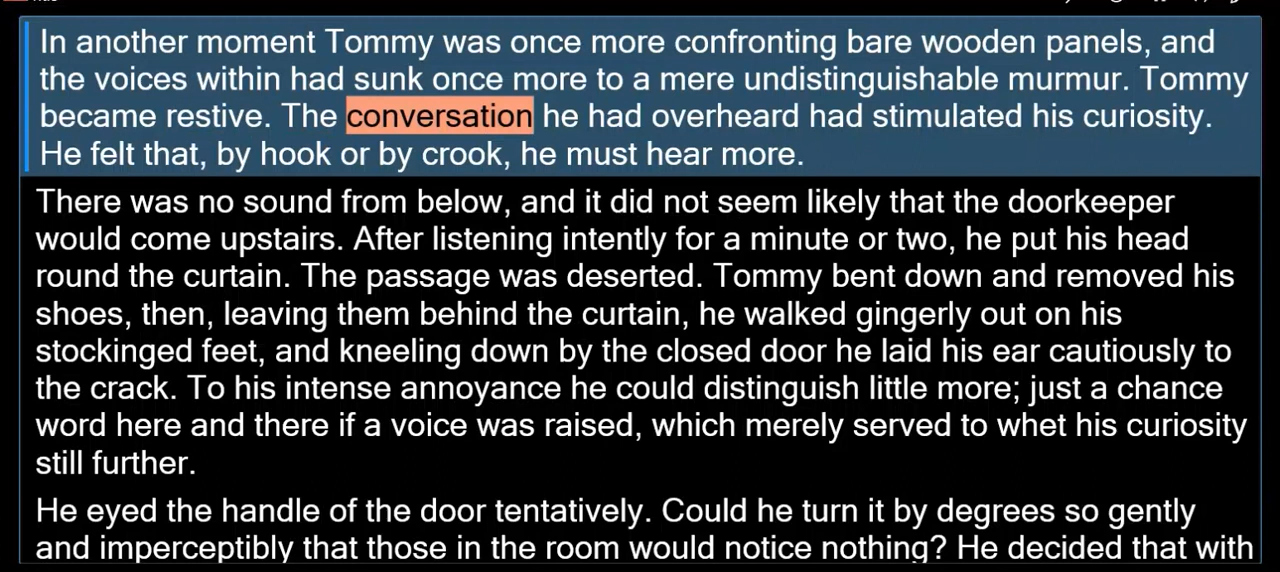 In another moment Tommy was once more confronting bare wooden panels, and
the voices within had sunk once more to a mere undistinguishable murmur. Tommy
became restive. The conversation he had overheard had stimulated his curiosity.
He felt that, by hook or by crook, he must hear more.
There was no sound from below, and it did not seem likely that the doorkeeper
would come upstairs. After listening intently for a minute or two, he put his head
round the curtain. The passage was deserted. Tommy bent down and removed his
shoes, then, leaving them behind the curtain, he walked gingerly out on his
stockinged feet, and kneeling down by the closed door he laid his ear cautiously to
the crack. To his intense annoyance he could distinguish little more; just a chance
word here and there if a voice was raised, which merely served to whet his curiosity
still further.
He eyed the handle of the door tentatively. Could he turn it by degrees so gently
and imperceptibly that those in the room would notice nothing? He decided that with